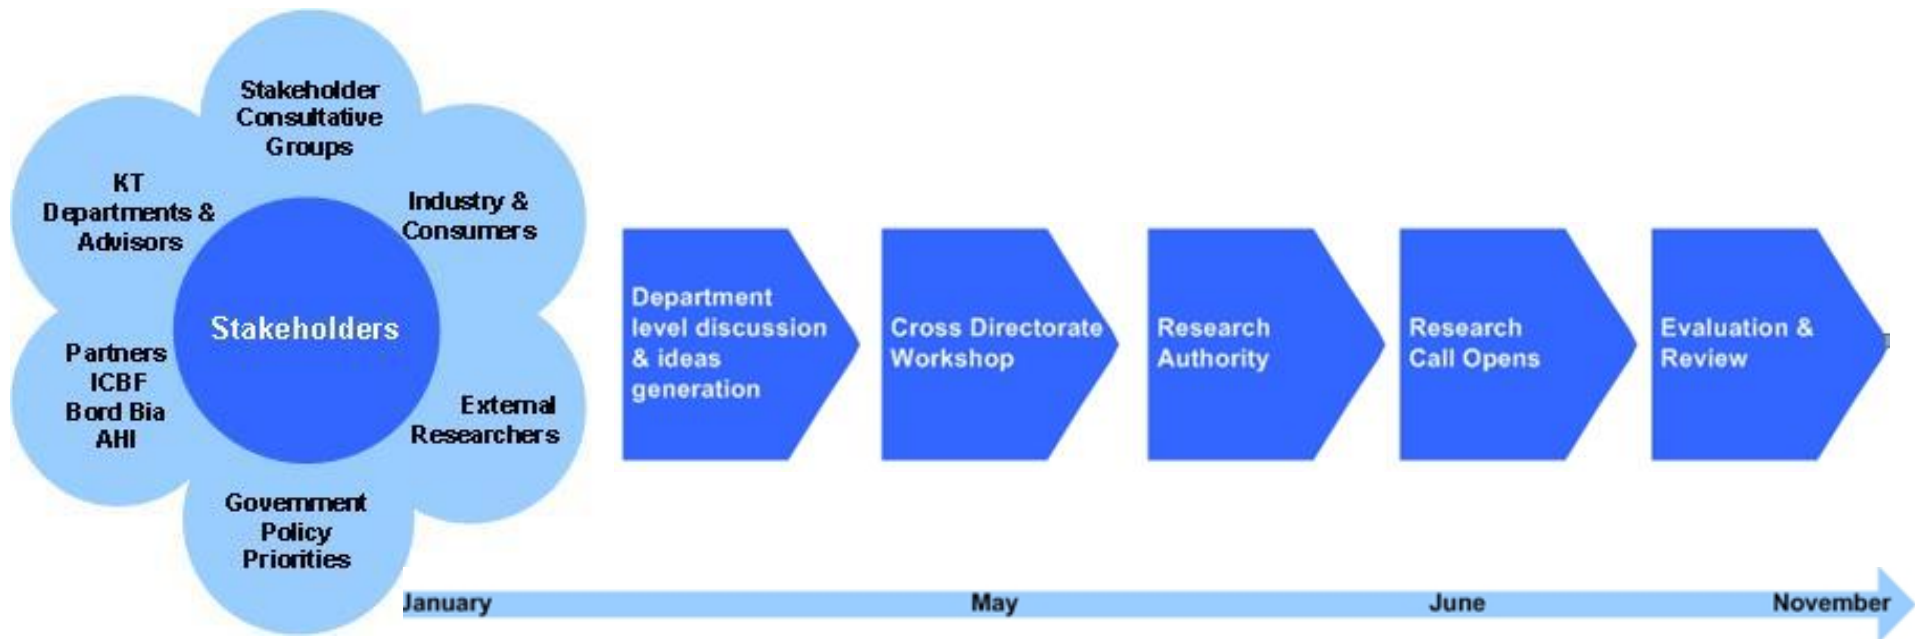 Stakeholder
Consultative
Groups
KT
Departments &
Advisors
Industry &
Consumers
Stakeholders
Partners
ICBF
Bord Bia
AHI
External
Researchers
Government
Policy
Priorities
Department
level discussion
& ideas
generation
Cross Directorate
Workshop
Research
Authority
Research
Call Opens
Evaluation &
Review
January
May
June
November